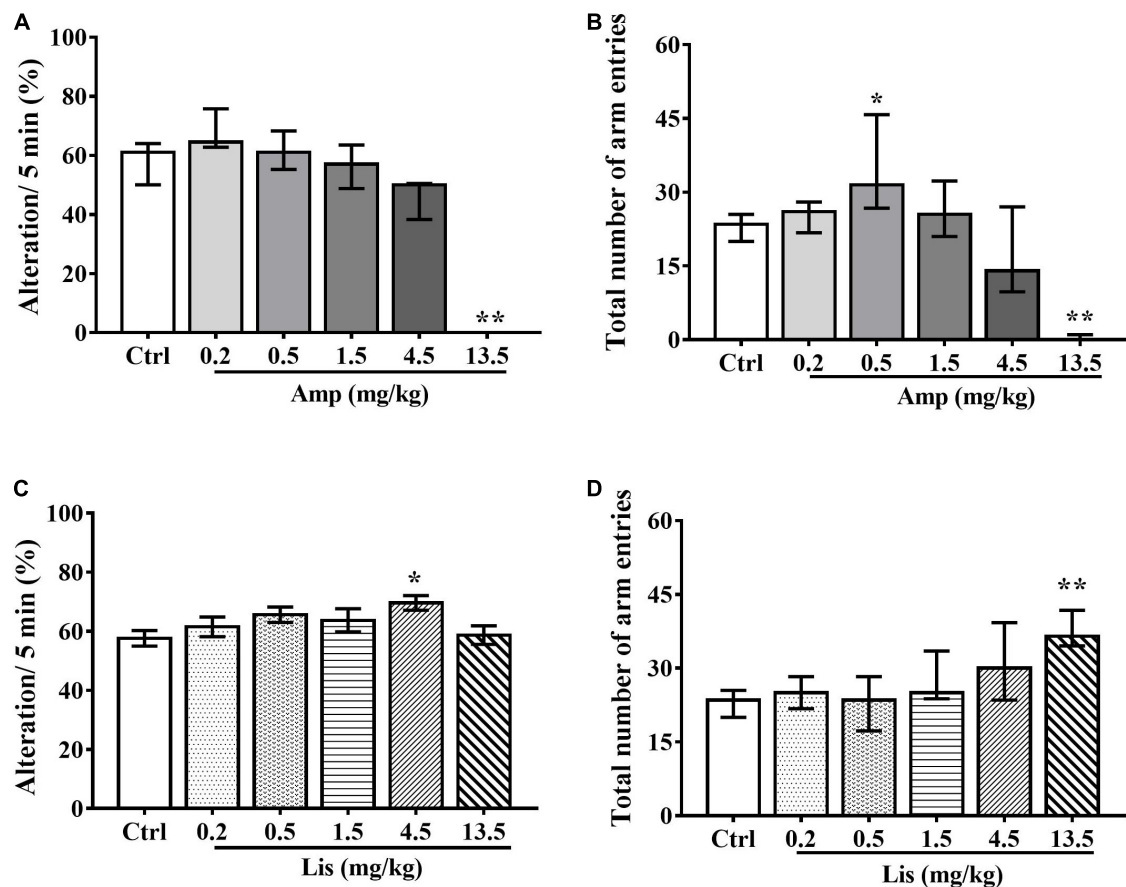 A
Alteration/ 5 min (%)
100
80
60
40
20
0
**
Ctrl 0.2 0.5 1.5 4.5 13.5
Amp (mg/kg)
B
Total number of arm entries
60
45
30
15
0
*
**
Ctrl 0.2 0.5 1.5 4.5 13.5
Amp (mg/kg)
C
Alteration/ 5 min (%)
100
80
60
40
20
0
*
Ctrl 0.2 0.5 1.5 4.5 13.5
Lis (mg/kg)
D
Total number of arm entries
60
45
30
15
0
**
Ctrl 0.2 0.5 1.5 4.5 13.5
Lis (mg/kg)